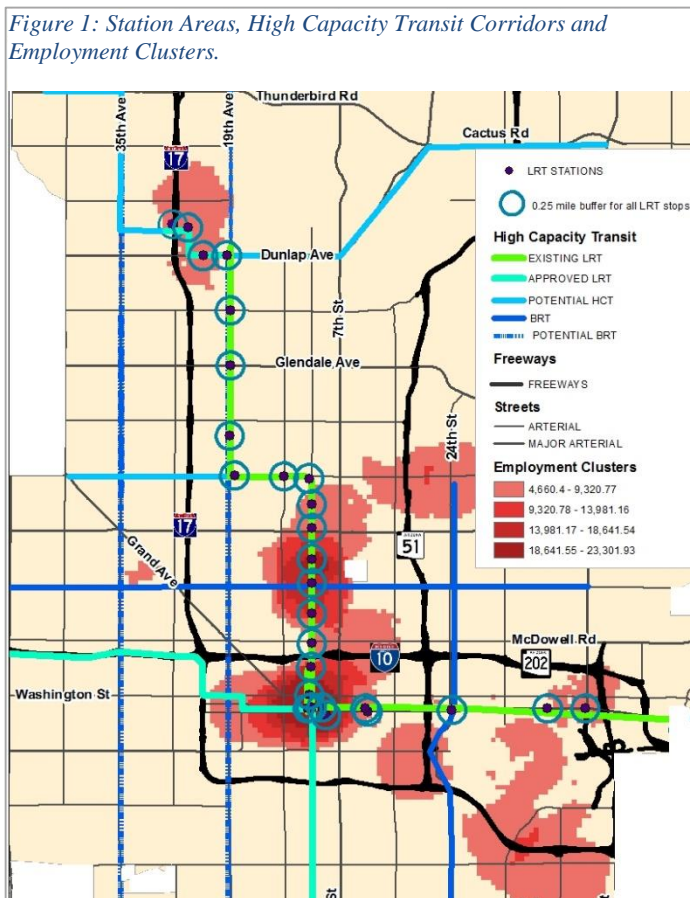 Figure 1: Station Areas, High Capacity Transit Corridors and
Employment Clusters.
Thunderbird Rd
35th Ave
19th Ave
Cactus Rd
17
LRT STATIONS
0.25 mile buffer for all LRT stops
High Capacity Transit
EXISTING LRT
APPROVED LRT
POTENTIAL HCT
BRT
POTENTIAL BRT
Freeways
FREEWAYS
Streets
ARTERIAL
MAJOR ARTERIAL
Employment Clusters
4,660.4 - 9,320.77
9,320.78 - 13,981.16
13,981.17 - 18,641.54
18,641.55 - 23,301.93
Dunlap Ave
7th St
Glendale Ave
24th St
17
51
Grand Ave
McDowell Rd
10
202
Washington St
St